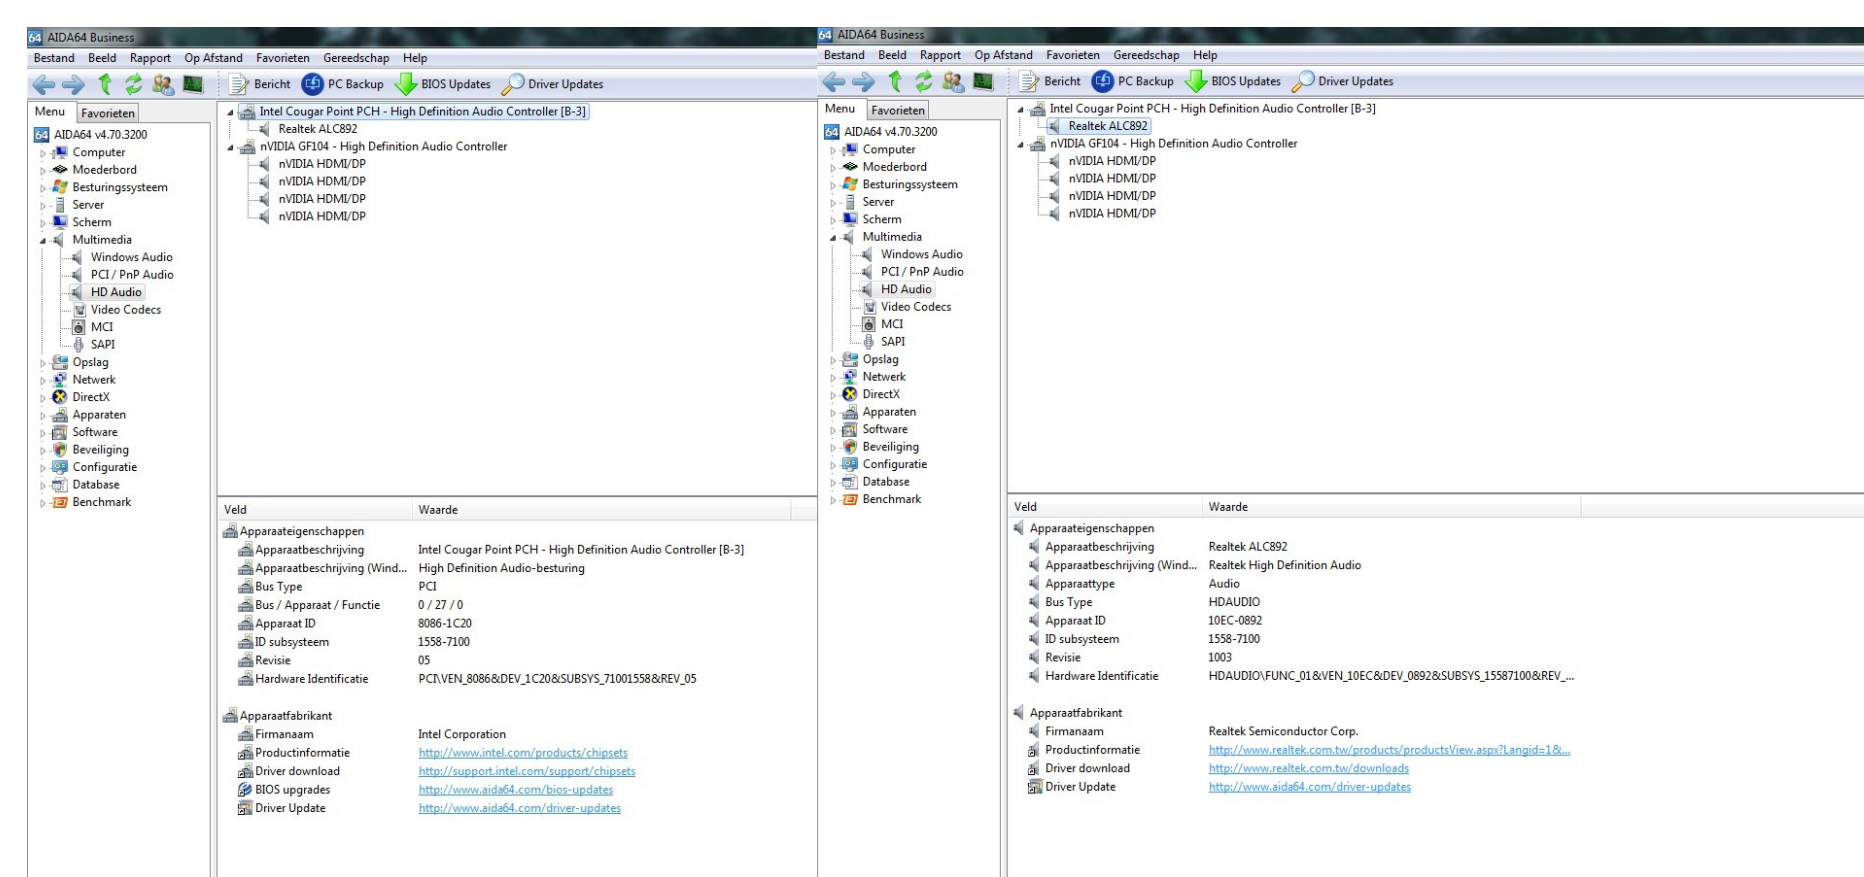 AIDA64 Business
Bestand Beeld Rapport Op Afstand Favorieten Gereedschap Help
Bericht PC Backup BIOS Updates Driver Updates
Menu Favorieten
AIDA64 v4.70.3200
Computer
Moederbord
Besturingssysteem
Server
Scherm
Multimedia
Windows Audio
PCI / PnP Audio
HD Audio
Video Codecs
MCI
SAPI
Opslag
Netwerk
DirectX
Apparaten
Software
Beveiliging
Configuratie
Database
Benchmark
Intel Cougar Point PCH - High Definition Audio Controller [B-3]
Realtek ALC892
nVIDIA GF104 - High Definition Audio Controller
nVIDIA HDMI/DP
nVIDIA HDMI/DP
nVIDIA HDMI/DP
nVIDIA HDMI/DP
Veld Waarde
Apparaateigenschappen
Apparaatbeschrijving Intel Cougar Point PCH - High Definition Audio Controller [B-3]
Apparaatbeschrijving (Wind... High Definition Audio-besturing
Bus Type PCI
Bus / Apparaat / Functie 0 / 27 / 0
Apparaat ID 8086-1C20
ID subsysteem 1558-7100
Revisie 05
Hardware Identificatie PCI\VEN_8086&DEV_1C20&SUBSYS_71001558&REV_05
Apparaatfabrikant
Firmanaam Intel Corporation
Productinformatie http://www.intel.com/products/chipsets
Driver download http://support.intel.com/support/chipsets
BIOS upgrades http://www.aida64.com/bios-updates
Driver Update http://www.aida64.com/driver-updates
AIDA64 Business
Bestand Beeld Rapport Op Afstand Favorieten Gereedschap Help
Bericht PC Backup BIOS Updates Driver Updates
Menu Favorieten
AIDA64 v4.70.3200
Computer
Moederbord
Besturingssysteem
Server
Scherm
Multimedia
Windows Audio
PCI / PnP Audio
HD Audio
Video Codecs
MCI
SAPI
Opslag
Netwerk
DirectX
Apparaten
Software
Beveiliging
Configuratie
Database
Benchmark
Intel Cougar Point PCH - High Definition Audio Controller [B-3]
Realtek ALC892
nVIDIA GF104 - High Definition Audio Controller
nVIDIA HDMI/DP
nVIDIA HDMI/DP
nVIDIA HDMI/DP
nVIDIA HDMI/DP
Veld Waarde
Apparaateigenschappen
Apparaatbeschrijving Realtek ALC892
Apparaatbeschrijving (Wind... Realtek High Definition Audio
Apparaattype Audio
Bus Type HDAUDIO
Apparaat ID 10EC-0892
ID subsysteem 1558-7100
Revisie 1003
Hardware Identificatie HDAUDIO\FUNC_01&VEN_10EC&DEV_0892&SUBSYS_15587100&REV_...
Apparaatfabrikant
Firmanaam Realtek Semiconductor Corp.
Productinformatie http://www.realtek.com.tw/products/productsView.aspx?Langid=1&...
Driver download http://www.realtek.com.tw/downloads
Driver Update http://www.aida64.com/driver-updates